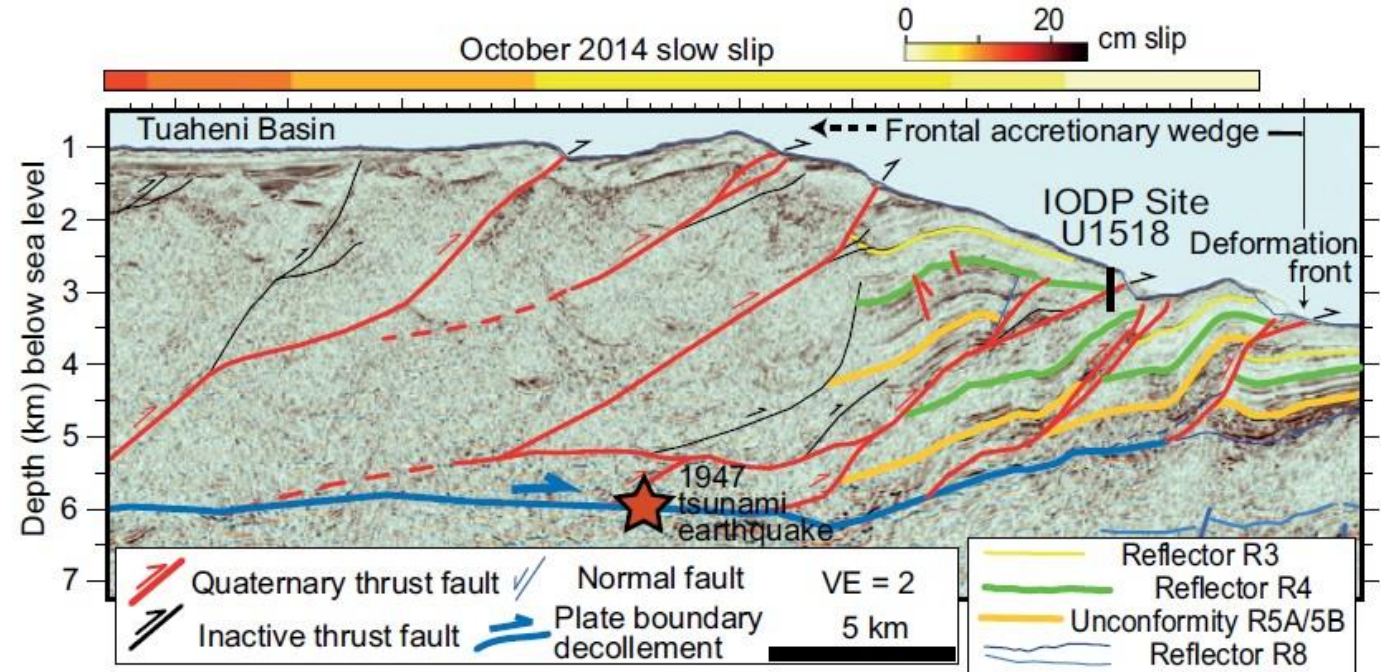 0 20
cm slip
October 2014 slow slip
Tuaheni Basin
Frontal accretionary wedge
IODP Site
U1518
Deformation
front
Depth (km) below sea level
1
2
3
4
5
6
7
1947
tsunami
earthquake
Quaternary thrust fault
Inactive thrust fault
Normal fault
Plate boundary
decollement
VE = 2
5 km
Reflector R3
Reflector R4
Unconformity R5A/5B
Reflector R8